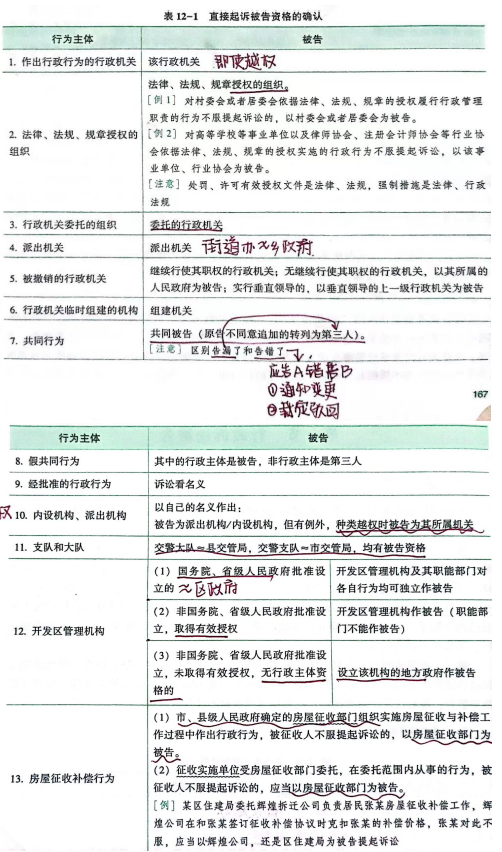 表 12-1 直接起诉被告资格的确认
行为主体 被告
1. 作出行政行为的行政机关 该行政机关 即使越权
2. 法律、法规、规章授权的组织
法律、法规、规章授权的组织。
［例 1］ 对村委会或者居委会依据法律、法规、规章的授权履行行政管理
职责的行为不服提起诉讼的，以村委会或者居委会为被告。
［例 2］ 对高等学校等事业单位以及律师协会、注册会计师协会等行业协
会依据法律、法规、规章的授权实施的行政行为不服提起诉讼，以该事
业单位、行业协会为被告。
［注意］ 处罚、许可有效授权文件是法律、法规，强制措施是法律、行政
法规
3. 行政机关委托的组织 委托的行政机关
4. 派出机关 派出机关 街道办≈乡政府
5. 被撤销的行政机关
继续行使其职权的行政机关；无继续行使其职权的行政机关，以其所属的
人民政府为被告；实行垂直领导的，以垂直领导的上一级行政机关为被告
6. 行政机关临时组建的机构 组建机关
7. 共同行为
共同被告（原告不同意追加的转列为第三人）。
［注意］ 区别告漏了和告错了
应告A错告B
①通知变更
②裁定驳回
167
行为主体 被告
8. 假共同行为 其中的行政主体是被告，非行政主体是第三人
9. 经批准的行政行为 诉讼看名义
权 10. 内设机构、派出机构
以自己的名义作出：
被告为派出机构/内设机构，但有例外，种类越权时被告为其所属机关
11. 支队和大队 交警大队≈县交管局，交警支队≈市交管局，均有被告资格
12. 开发区管理机构
（1）国务院、省级人民政府批准设
立的 ≈区政府
开发区管理机构及其职能部门对
各自行为均可独立作被告
（2）非国务院、省级人民政府批准设
立，取得有效授权
开发区管理机构作被告（职能部
门不能作被告）
（3）非国务院、省级人民政府批准设
立，未取得有效授权，无行政主体资
格的
设立该机构的地方政府作被告
13. 房屋征收补偿行为
（1）市、县级人民政府确定的房屋征收部门组织实施房屋征收与补偿工
作过程中作出行政行为，被征收人不服提起诉讼的，以房屋征收部门为
被告。
（2）征收实施单位受房屋征收部门委托，在委托范围内从事的行为，被
征收人不服提起诉讼的，应当以房屋征收部门为被告。
［例］ 某区住建局委托辉煌拆迁公司负责居民张某房屋征收补偿工作，辉
煌公司在和张某签订征收补偿协议时克扣张某的补偿价格，张某对此不
服，应当以辉煌公司，还是区住建局为被告提起诉讼